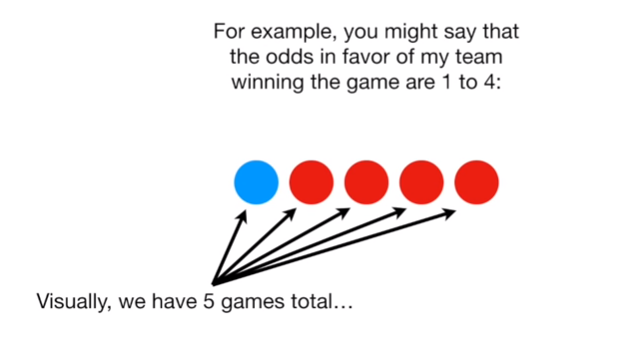 For example, you might say that
the odds in favor of my team
winning the game are 1 to 4:
Visually, we have 5 games total…